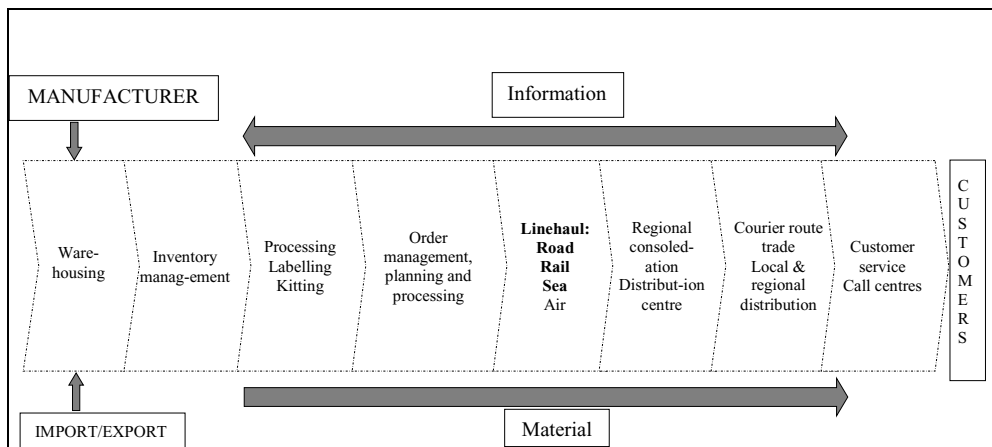 MANUFACTURER
Information
Ware-
housing
Inventory
manag-ement
Processing
Labelling
Kitting
Order
management,
planning and
processing
Linehaul:
Road
Rail
Sea
Air
Regional
consoled-
ation
Distribut-ion
centre
Courier route
trade
Local &
regional
distribution
Customer
service
Call centres
C
U
S
T
O
M
E
R
S
IMPORT/EXPORT
Material